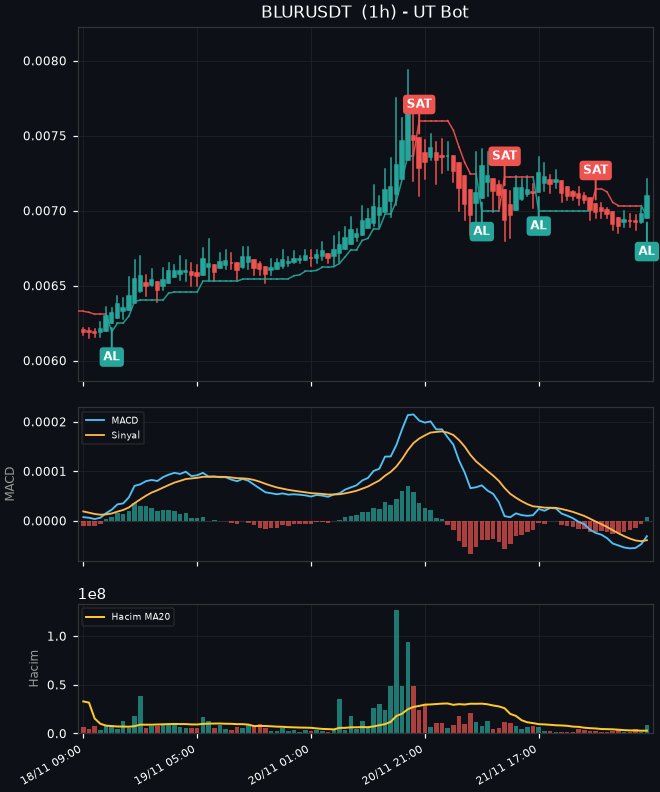 BLURUSDT (1h) - UT Bot
0.0080
0.0075
0.0070
0.0065
0.0060
SAT
SAT
SAT
AL
AL
AL
AL
MACD
0.0002
0.0001
0.0000
MACD
Sinyal
1e8
Hacim
1.0
0.5
0.0
Hacim MA20
18/11 09:00
19/11 05:00
20/11 01:00
20/11 21:00
21/11 17:00